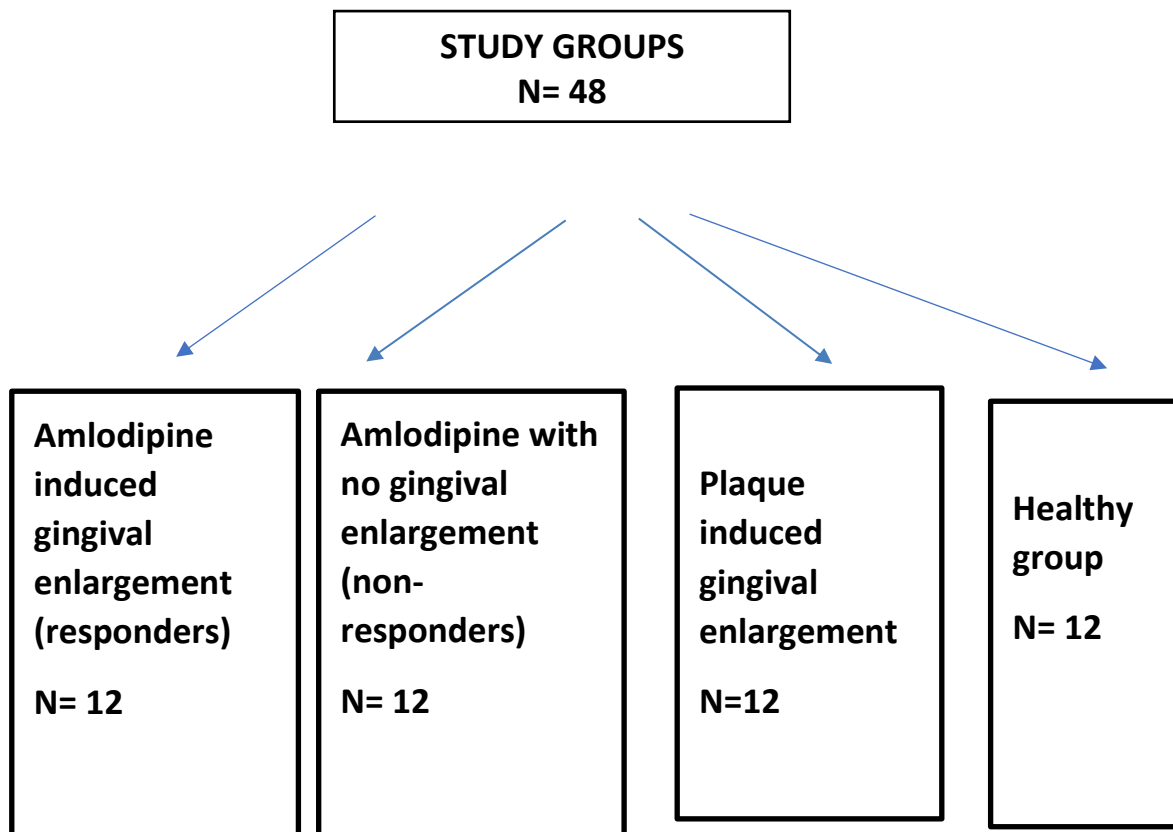 STUDY GROUPS
N= 48
Amlodipine
induced
gingival
enlargement
(responders)
N= 12
Amlodipine with
no gingival
enlargement
(non-
responders)
N= 12
Plaque
induced
gingival
enlargement
N=12
Healthy
group
N= 12